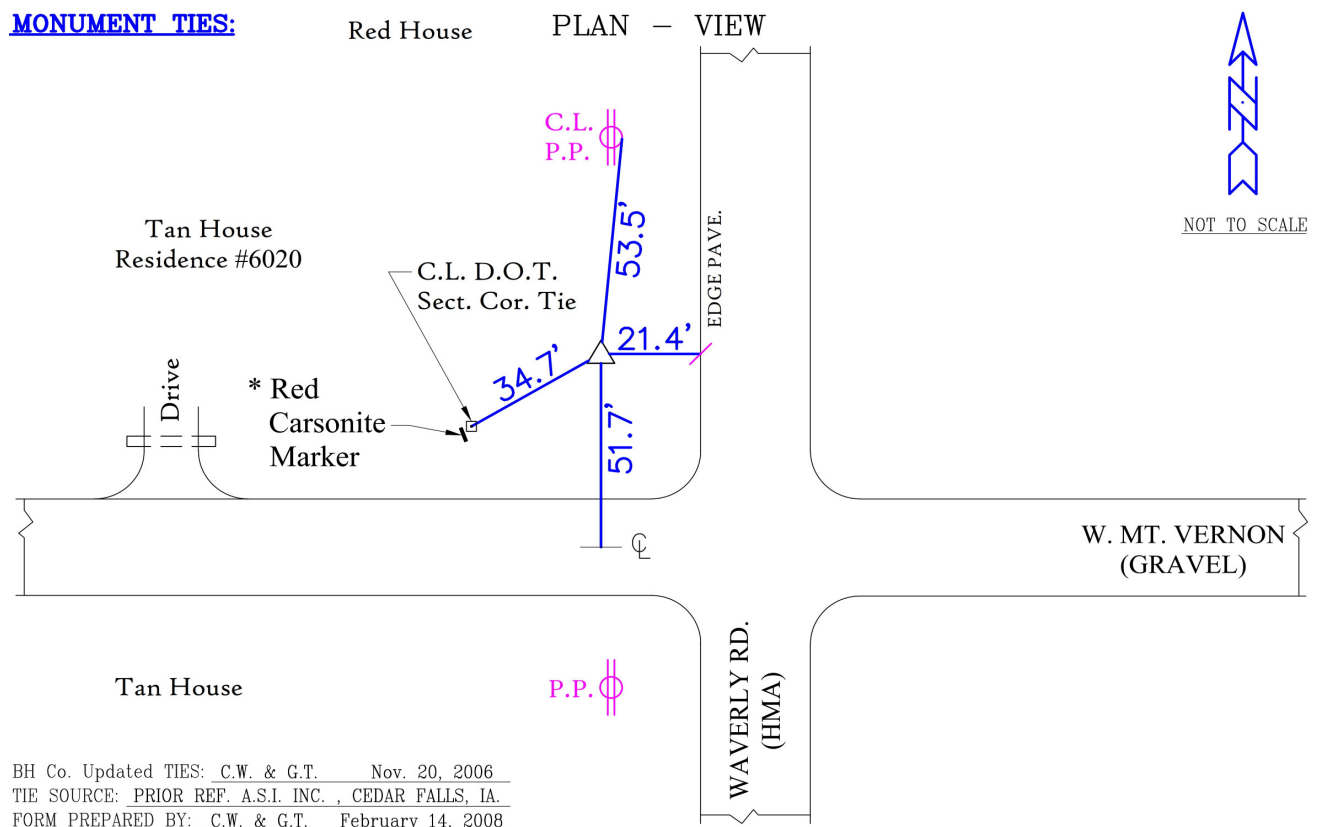 MONUMENT TIES:
Red House
PLAN - VIEW
C.L.
P.P.
N
NOT TO SCALE
Tan House
Residence #6020
C.L. D.O.T.
Sect. Cor. Tie
53.5'
EDGE PAVE.
21.4'
34.7'
51.7'
Drive
* Red
Carsonite
Marker
℄
W. MT. VERNON
(GRAVEL)
Tan House
P.P.
WAVERLY RD.
(HMA)
BH Co. Updated TIES: C.W. & G.T. Nov. 20, 2006
TIE SOURCE: PRIOR REF. A.S.I. INC. , CEDAR FALLS, IA.
FORM PREPARED BY: C.W. & G.T. February 14, 2008